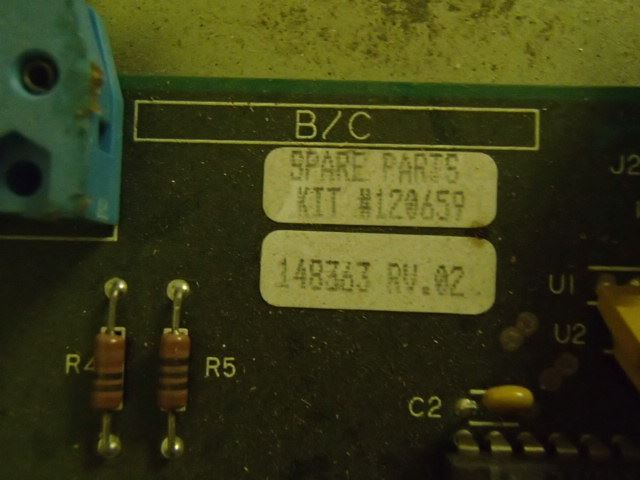 B/C
SPARE PARTS
KIT #120659
148363 RV.02
J2
U1
U2
R4
R5
C2